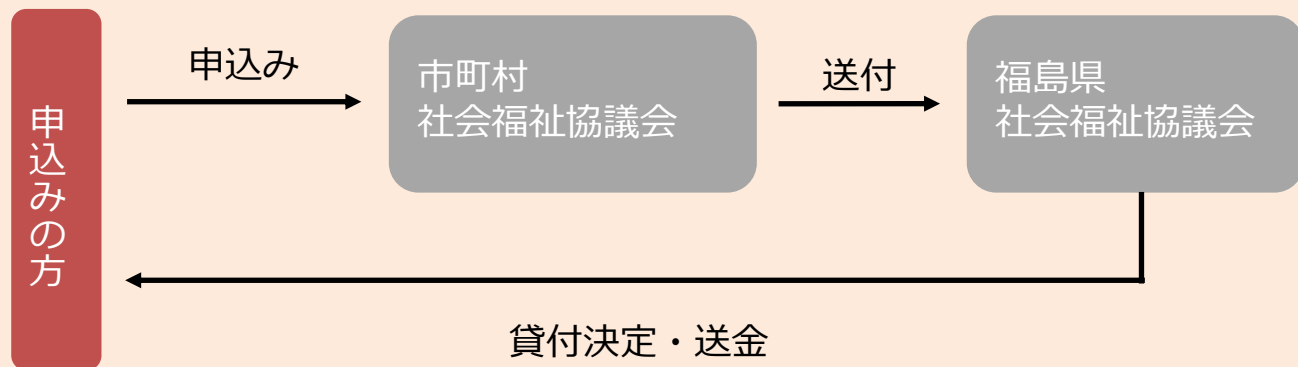 申込みの方
申込み
市町村
社会福祉協議会
送付
福島県
社会福祉協議会
貸付決定・送金